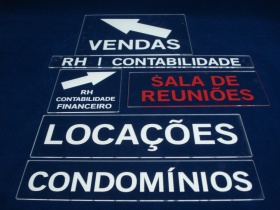 VENDAS
RH | CONTABILIDADE
RH
CONTABILIDADE
FINANCEIRO
SALA DE
REUNIÕES
LOCAÇÕES
CONDOMÍNIOS